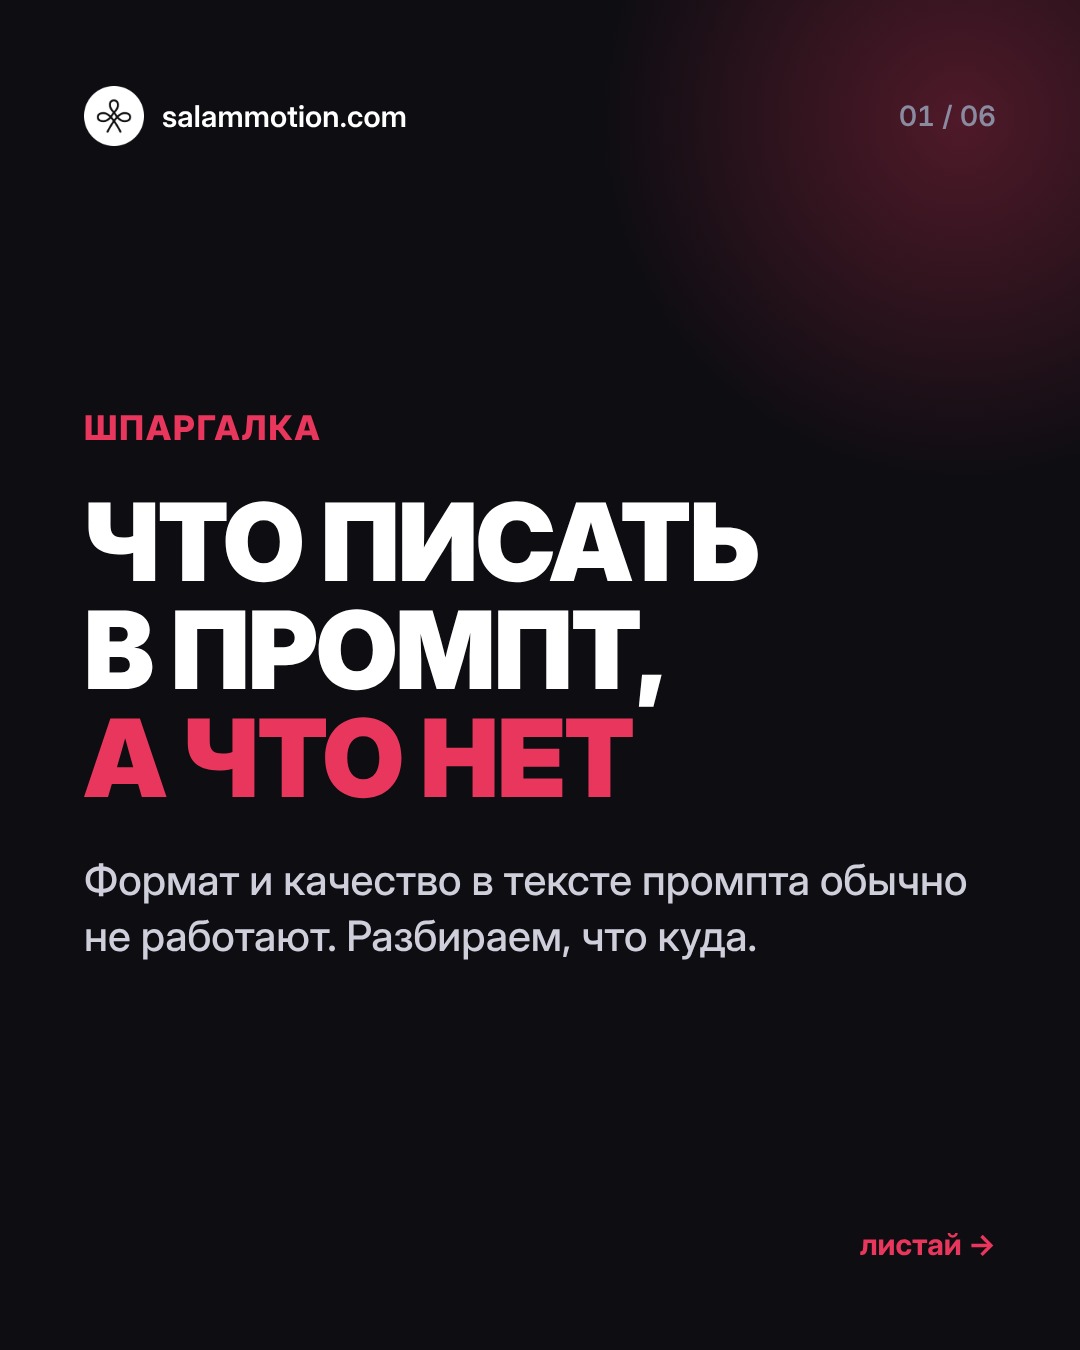 salammotion.com
01 / 06
ШПАРГАЛКА
ЧТО ПИСАТЬ
В ПРОМПТ,
А ЧТО НЕТ
Формат и качество в тексте промпта обычно
не работают. Разбираем, что куда.
листай →